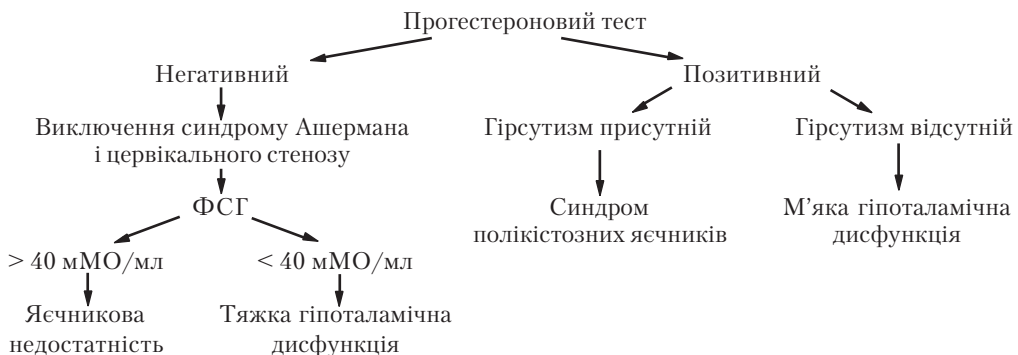 Прогестероновий тест
Негативний
Позитивний
Виключення синдрому Ашермана
і цервікального стенозу
Гірсутизм присутній
Гірсутизм відсутній
ФСГ
Синдром
полікістозних яєчників
М’яка гіпоталамічна
дисфункція
> 40 мМО/мл
< 40 мМО/мл
Яєчникова
недостатність
Тяжка гіпоталамічна
дисфункція